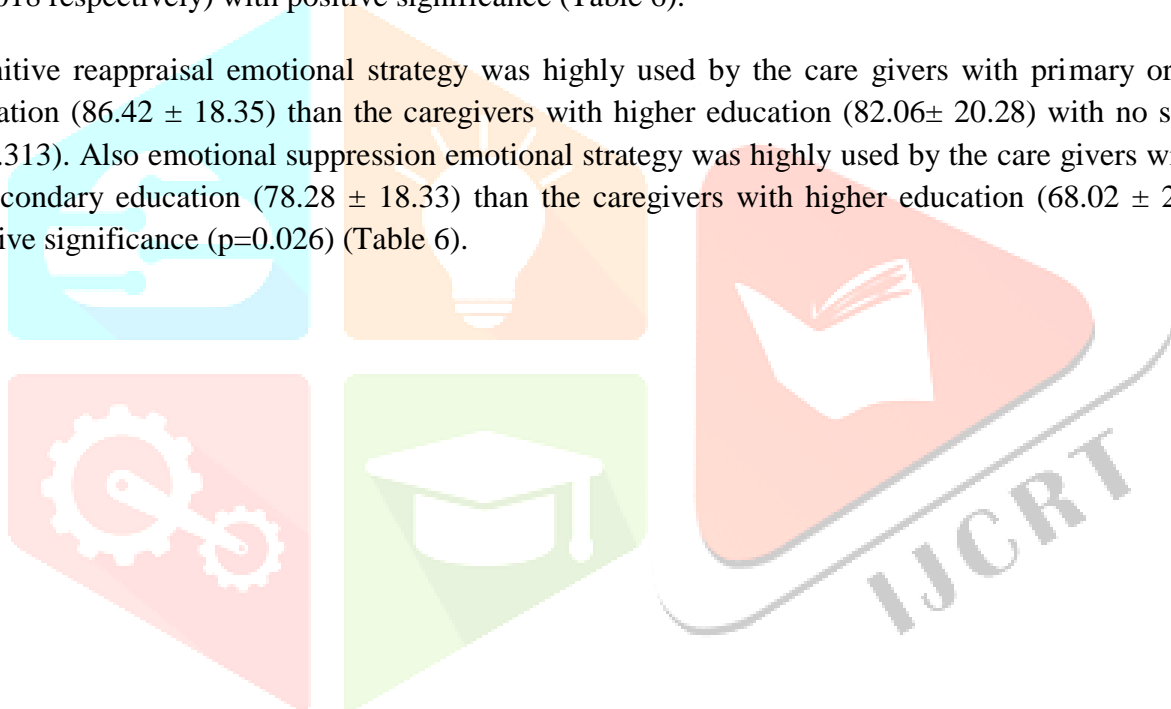 018 respectively) with positive significance (Table 6).
nitive reappraisal emotional strategy was highly used by the care givers with primary or
ation (86.42 ± 18.35) than the caregivers with higher education (82.06± 20.28) with no s
.313). Also emotional suppression emotional strategy was highly used by the care givers wi
condary education (78.28 ± 18.33) than the caregivers with higher education (68.02 ± 2
ive significance (p=0.026) (Table 6).
IJCRT